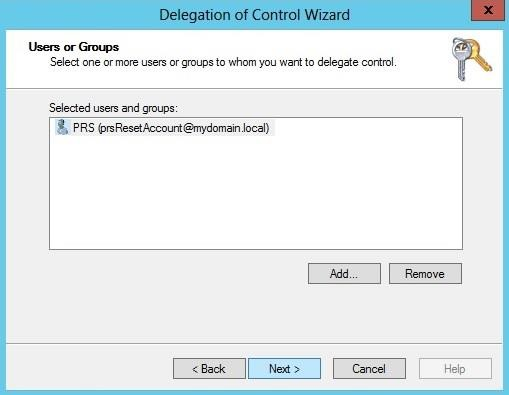 Delegation of Control Wizard
x
Users or Groups
Select one or more users or groups to whom you want to delegate control.
Selected users and groups:
PRS (prsResetAccount@mydomain.local)
Add...
Remove
< Back
Next >
Cancel
Help